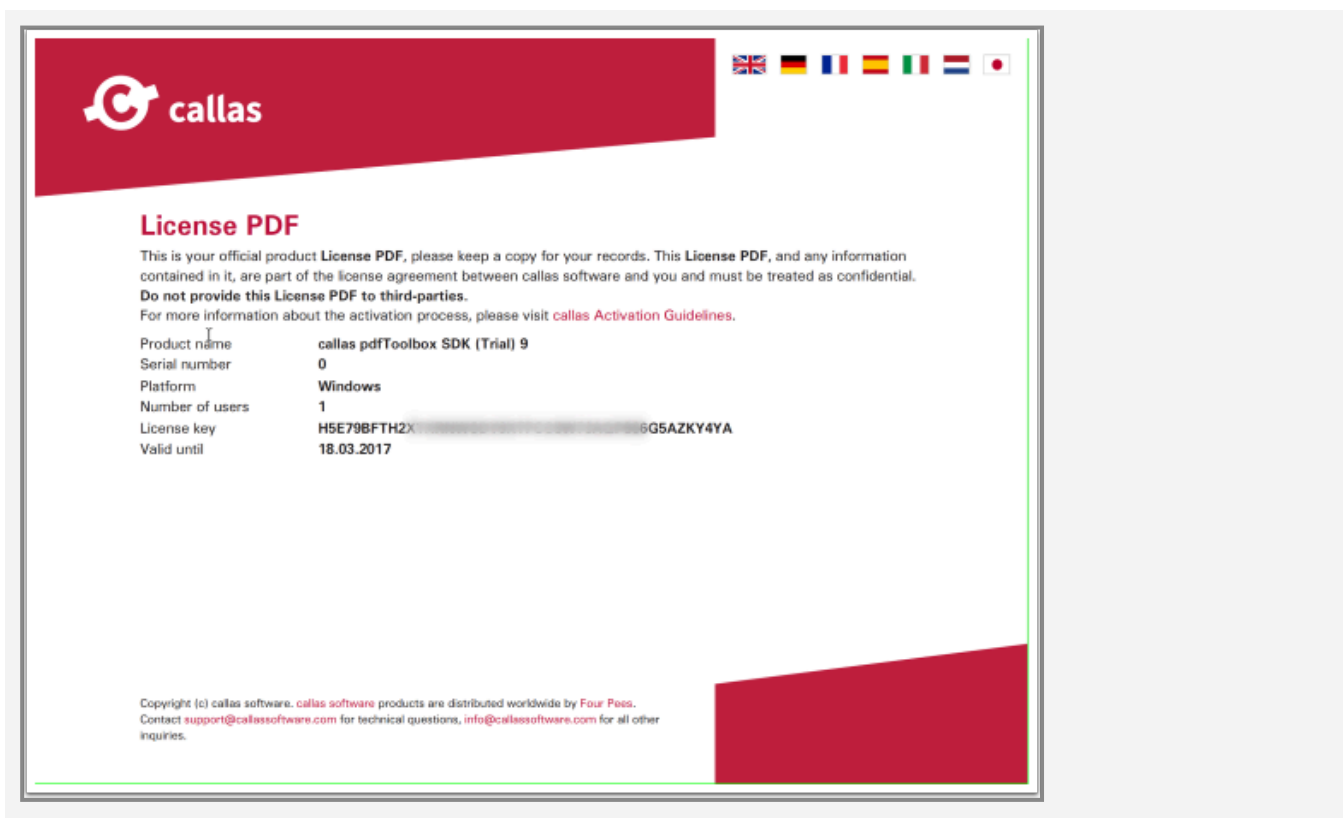 callas
License PDF
This is your official product License PDF, please keep a copy for your records. This License PDF, and any information
contained in it, are part of the license agreement between callas software and you and must be treated as confidential.
Do not provide this License PDF to third-parties.
For more information about the activation process, please visit callas Activation Guidelines.
Product name callas pdfToolbox SDK (Trial) 9
Serial number 0
Platform Windows
Number of users 1
License key H5E79BFTH2X 6G5AZKY4YA
Valid until 18.03.2017
Copyright (c) callas software. callas software products are distributed worldwide by Four Pees.
Contact support@callassoftware.com for technical questions, info@callassoftware.com for all other
inquiries.